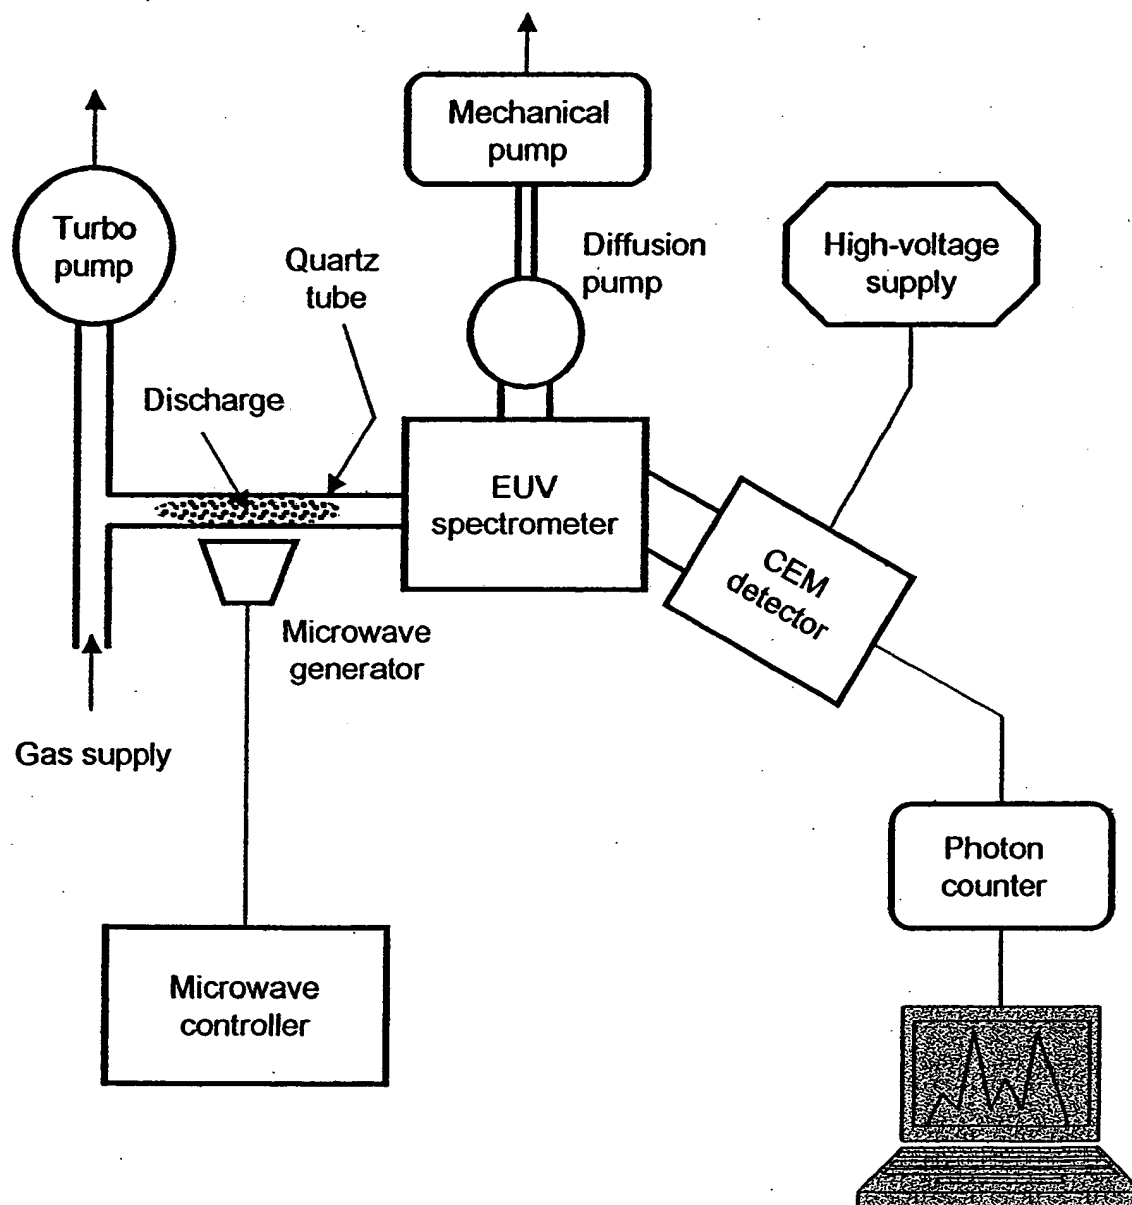 Mechanical
pump
Turbo
pump
Quartz
tube
Diffusion
pump
High-voltage
supply
Discharge
EUV
spectrometer
CEM
detector
Microwave
generator
Gas supply
Photon
counter
Microwave
controller